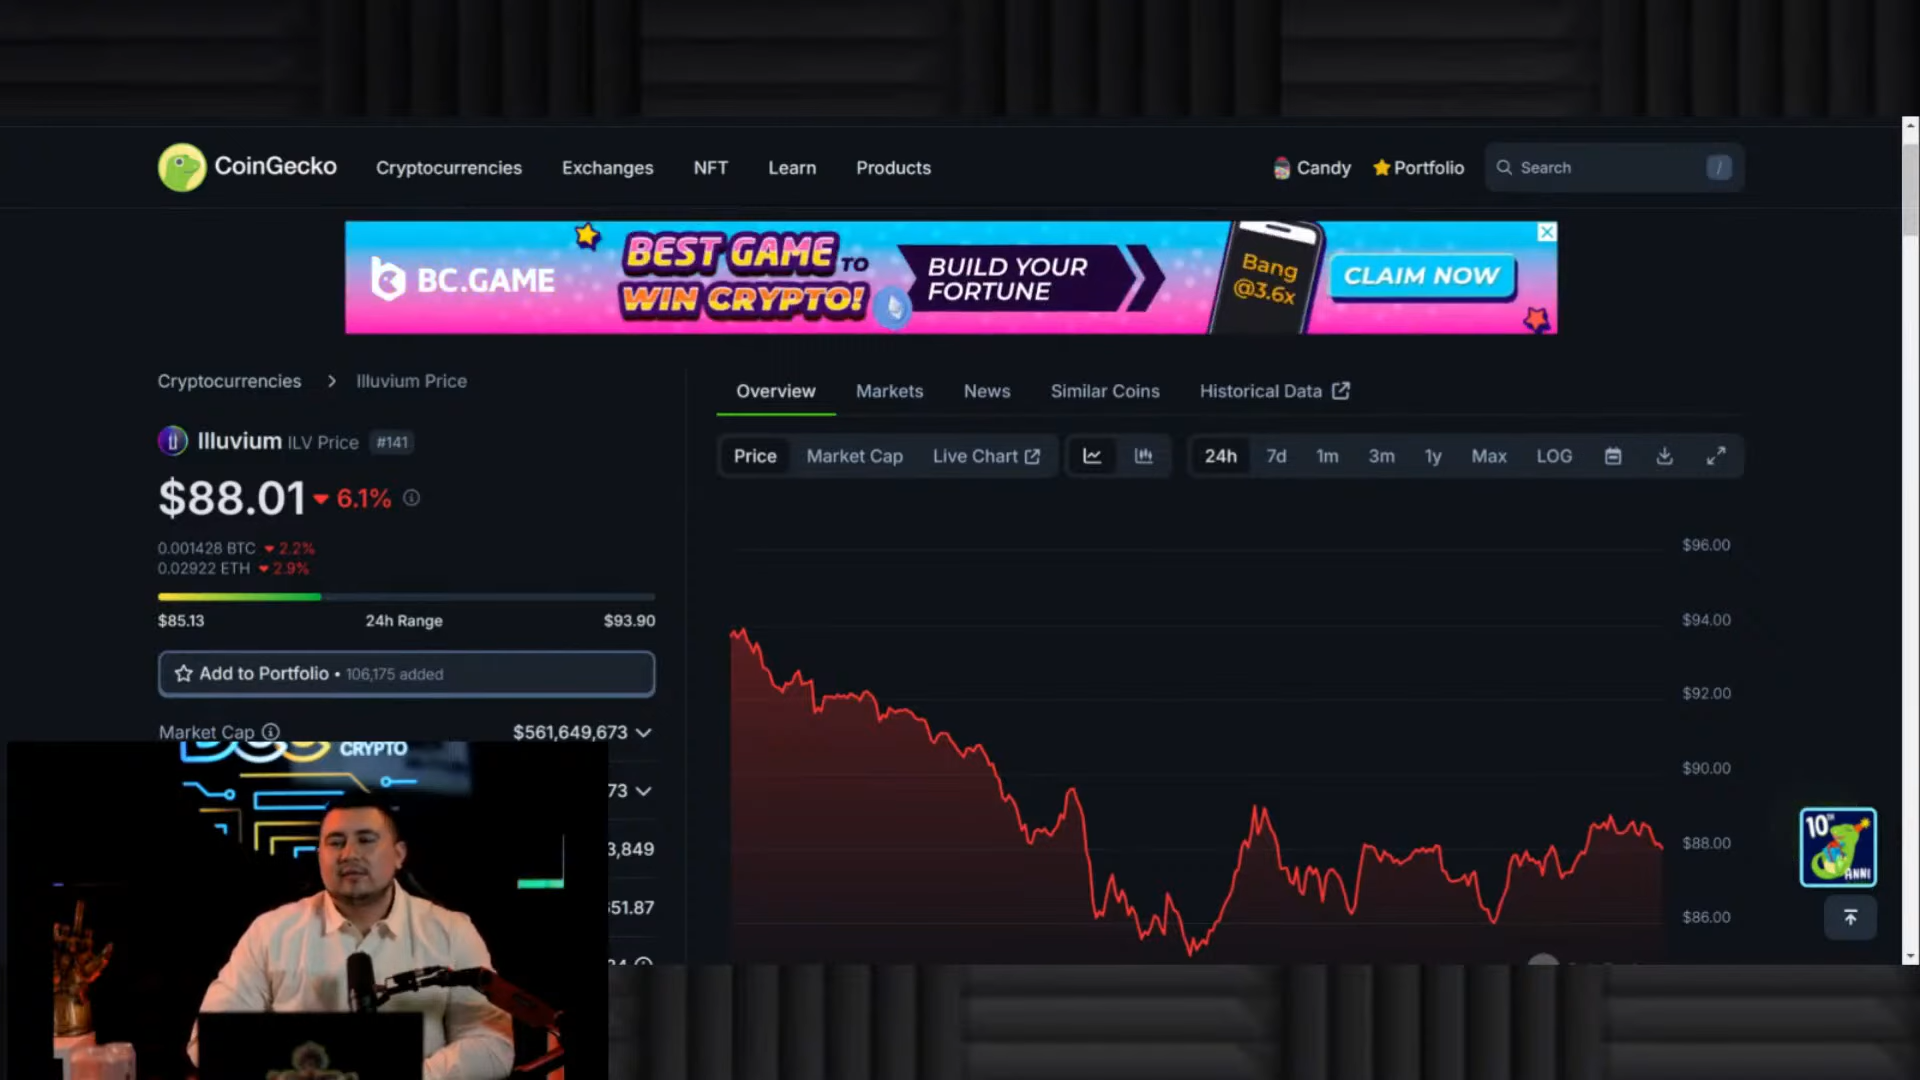 CoinGecko
Cryptocurrencies
Exchanges
NFT
Learn
Products
Candy
Portfolio
Search
/
BC.GAME
BEST GAME TO
WIN CRYPTO!
BUILD YOUR
FORTUNE
Bang
@3.6x
CLAIM NOW
Cryptocurrencies > Illuvium Price
Illuvium ILV Price #141
$88.01 6.1%
0.001428 BTC 2.2%
0.02922 ETH 2.9%
$85.13 24h Range $93.90
Add to Portfolio • 106,175 added
Market Cap $561,649,673
73
3,849
51.87
CRYPTO
Overview
Markets
News
Similar Coins
Historical Data
Price
Market Cap
Live Chart
24h
7d
1m
3m
1y
Max
LOG
$96.00
$94.00
$92.00
$90.00
$88.00
$86.00
10TH
ANNI